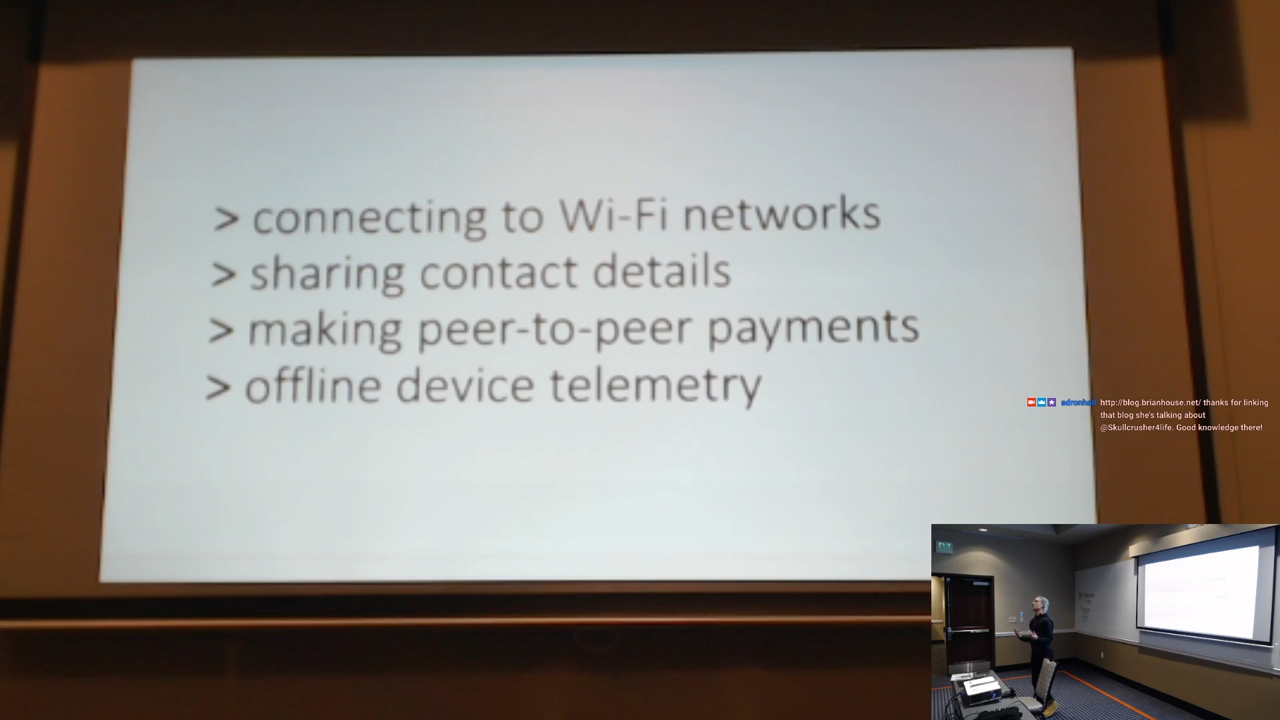 > connecting to Wi-Fi networks
> sharing contact details
> making peer-to-peer payments
> offline device telemetry
http://blog.brianhouse.net/ thanks for linking
that blog she's talking about
@Skullcrusher4life. Good knowledge there!